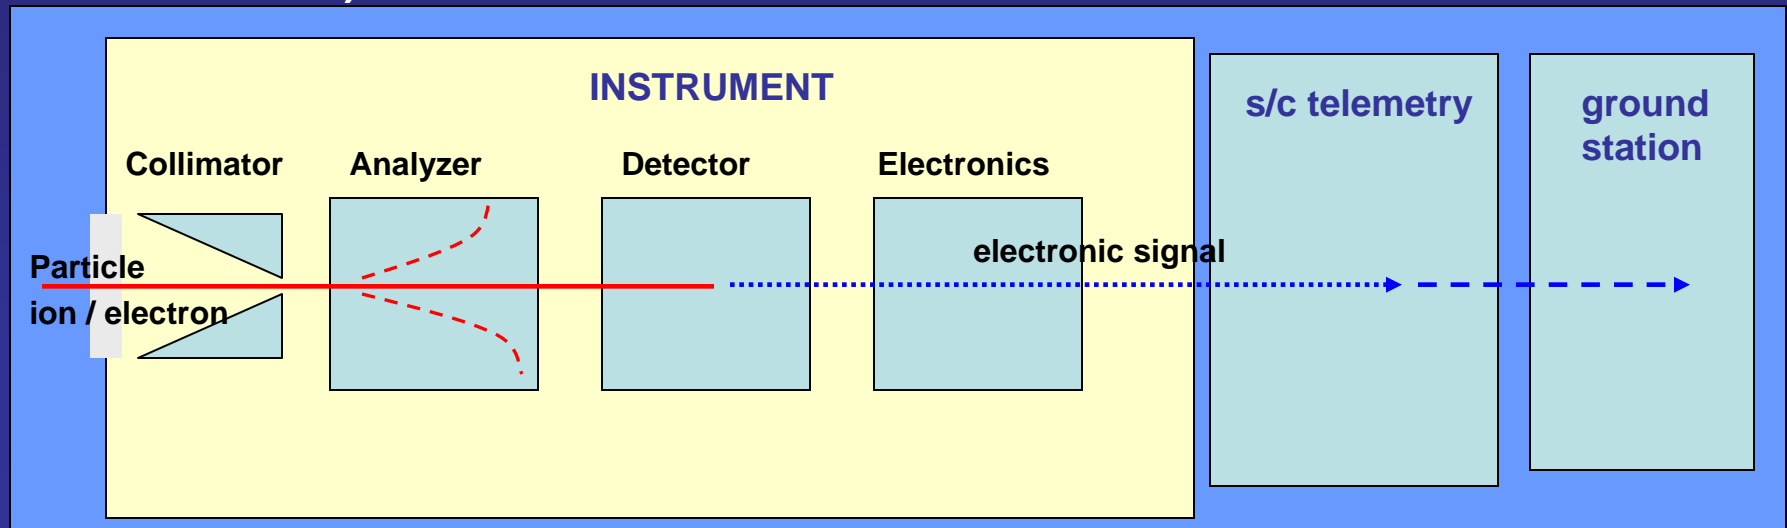 INSTRUMENT
s/c telemetry
ground
station
Collimator
Analyzer
Detector
Electronics
Particle
ion / electron
electronic signal